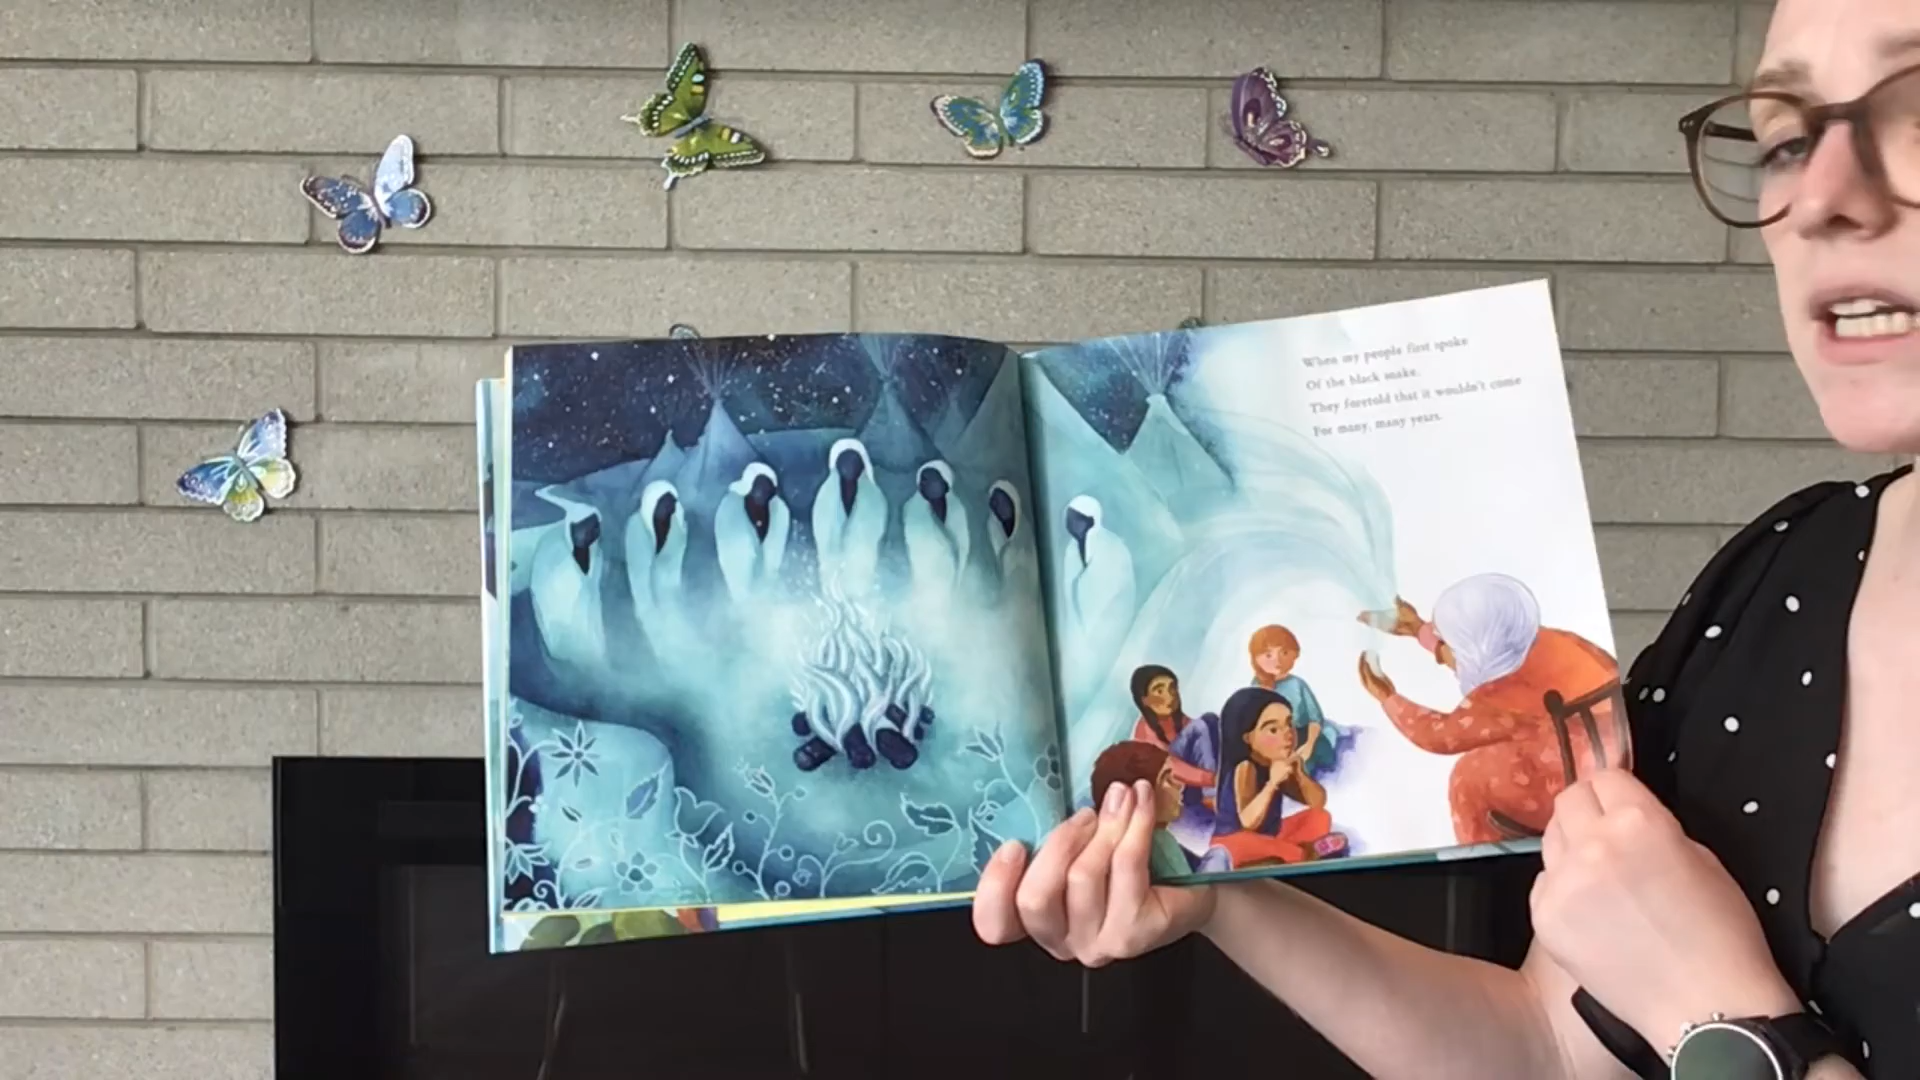 When my people first spoke
Of the black snake,
They foretold that it wouldn't come
For many, many years.